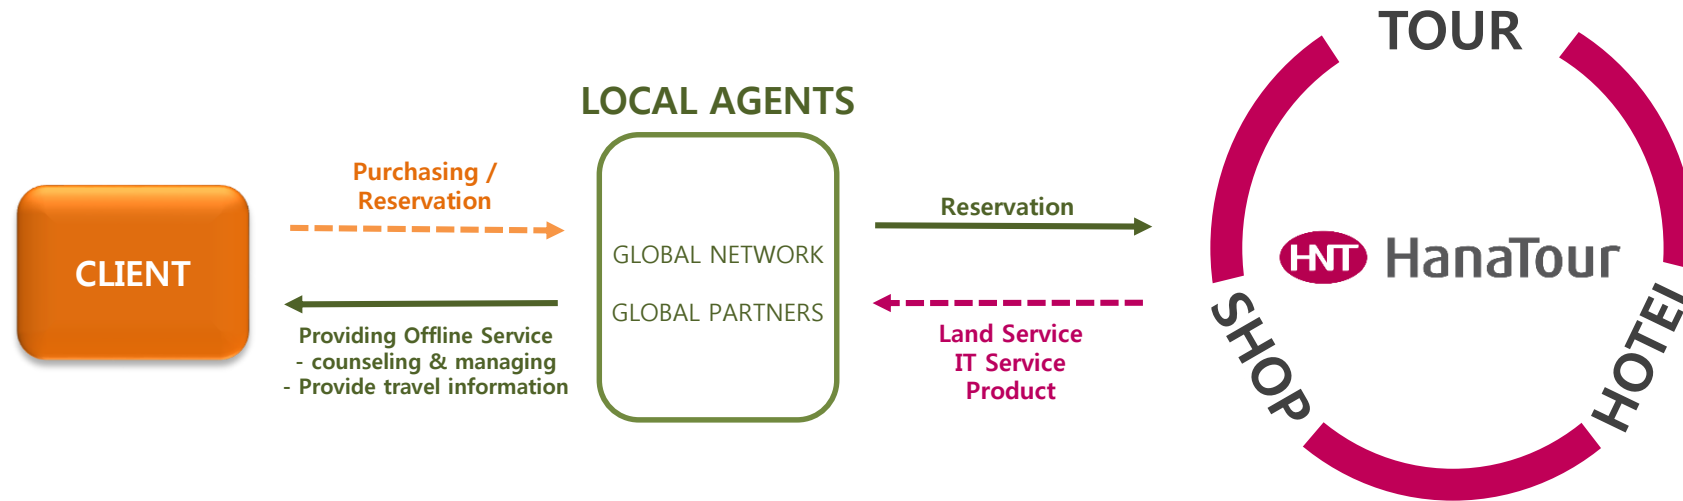 CLIENT
Purchasing /
Reservation
Providing Offline Service
- counseling & managing
- Provide travel information
LOCAL AGENTS
GLOBAL NETWORK
GLOBAL PARTNERS
Reservation
Land Service
IT Service
Product
TOUR
HNT HanaTour
SHOP
HOTEL